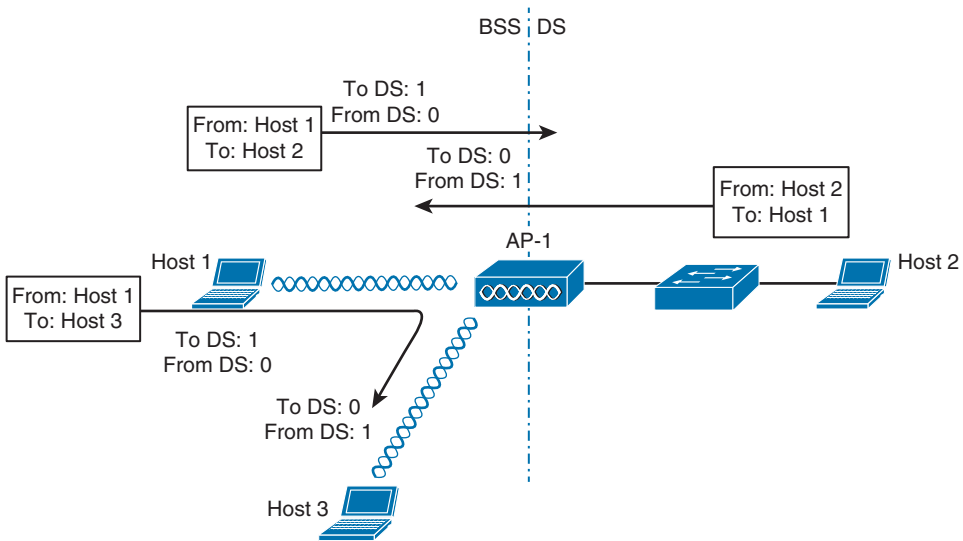 BSS DS
To DS: 1
From DS: 0
From: Host 1
To: Host 2
To DS: 0
From DS: 1
From: Host 2
To: Host 1
AP-1
Host 1
Host 2
From: Host 1
To: Host 3
To DS: 1
From DS: 0
To DS: 0
From DS: 1
Host 3